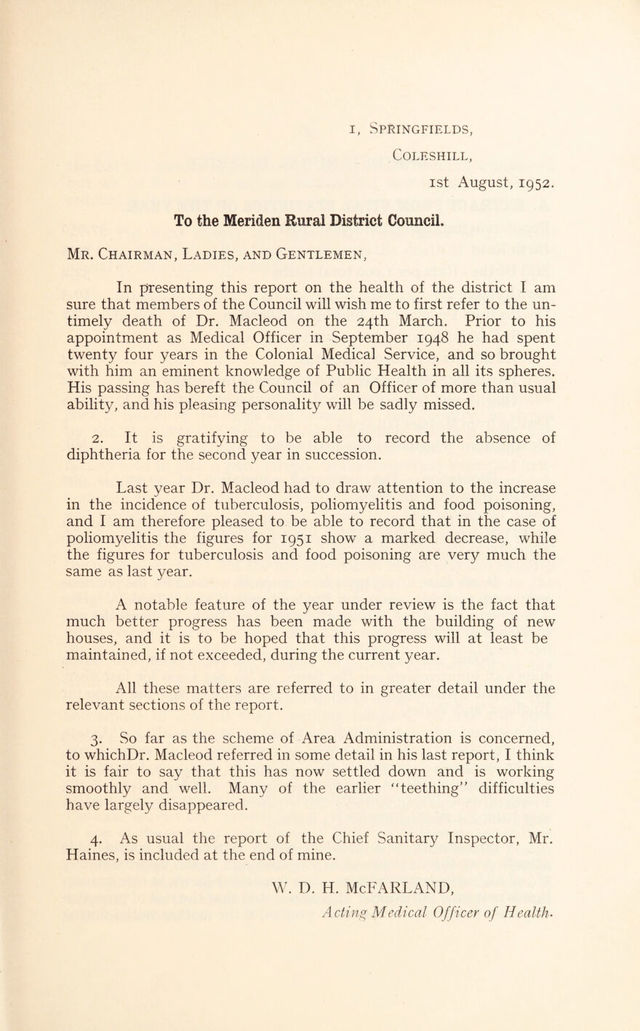 1, Springfields,
Coleshill,
1st August, 1952.
To the Meriden Rural District Council.
Mr. Chairman, Ladies, and Gentlemen,
In presenting this report on the health of the district I am
sure that members of the Council will wish me to first refer to the un-
timely death of Dr. Macleod on the 24th March. Prior to his
appointment as Medical Officer in September 1948 he had spent
twenty four years in the Colonial Medical Service, and so brought
with him an eminent knowledge of Public Health in all its spheres.
His passing has bereft the Council of an Officer of more than usual
ability, and his pleasing personality will be sadly missed.
2. It is gratifying to be able to record the absence of
diphtheria for the second year in succession.
Last year Dr. Macleod had to draw attention to the increase
in the incidence of tuberculosis, poliomyelitis and food poisoning,
and I am therefore pleased to be able to record that in the case of
poliomyelitis the figures for 1951 show a marked decrease, while
the figures for tuberculosis and food poisoning are very much the
same as last year.
A notable feature of the year under review is the fact that
much better progress has been made with the building of new
houses, and it is to be hoped that this progress will at least be
maintained, if not exceeded, during the current year.
All these matters are referred to in greater detail under the
relevant sections of the report.
3. So far as the scheme of Area Administration is concerned,
to whichDr. Macleod referred in some detail in his last report, I think
it is fair to say that this has now settled down and is working
smoothly and well. Many of the earlier "teething" difficulties
have largely disappeared.
4. As usual the report of the Chief Sanitary Inspector, Mr.
Haines, is included at the end of mine.
W. D. H. McFARLAND,
Acting Medical Officer of Health.